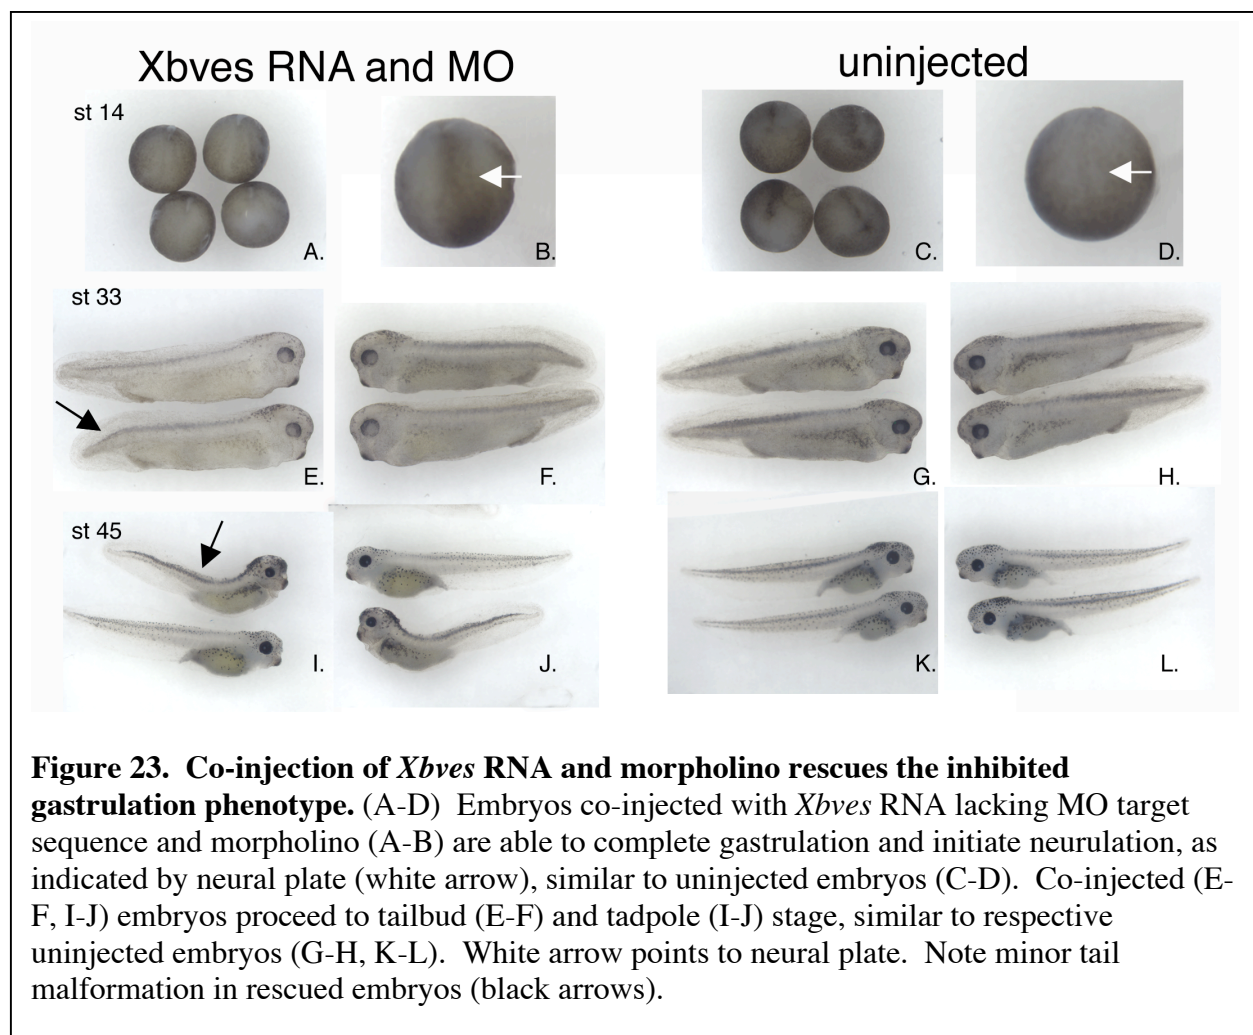 Xbves RNA and MO
uninjected
st 14
A.
B.
C.
D.
st 33
E.
F.
G.
H.
st 45
I.
J.
K.
L.
Figure 23.  Co-injection of Xbves RNA and morpholino rescues the inhibited
gastrulation phenotype. (A-D)  Embryos co-injected with Xbves RNA lacking MO target
sequence and morpholino (A-B) are able to complete gastrulation and initiate neurulation, as
indicated by neural plate (white arrow), similar to uninjected embryos (C-D).  Co-injected (E-
F, I-J) embryos proceed to tailbud (E-F) and tadpole (I-J) stage, similar to respective
uninjected embryos (G-H, K-L).  White arrow points to neural plate.  Note minor tail
malformation in rescued embryos (black arrows).